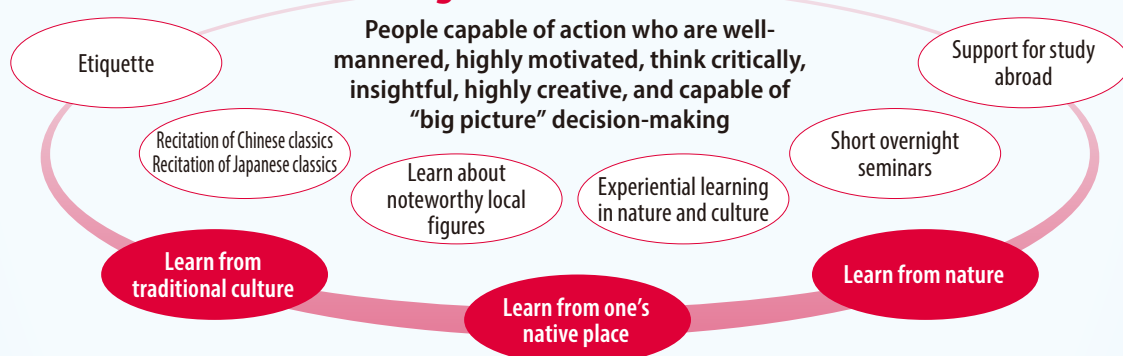 People capable of action who are well-
mannered, highly motivated, think critically,
insightful, highly creative, and capable of
“big picture” decision-making
Etiquette
Support for study
abroad
Recitation of Chinese classics
Recitation of Japanese classics
Short overnight
seminars
Learn about
noteworthy local
figures
Experiential learning
in nature and culture
Learn from
traditional culture
Learn from nature
Learn from one’s
native place